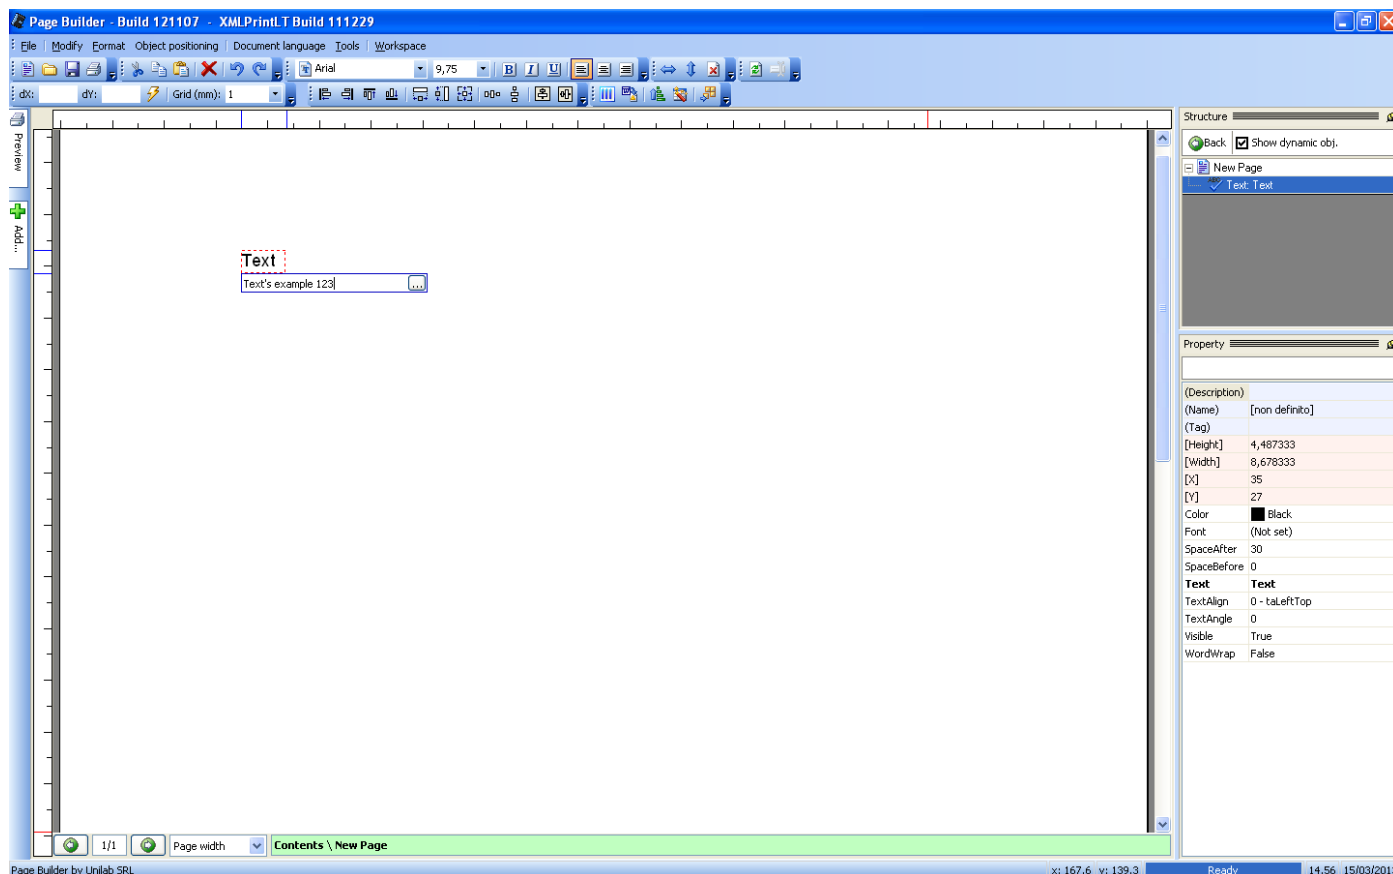 Page Builder - Build 121107 - XMLPrintLT Build 111229
File Modify Format Object positioning Document language Tools Workspace
Arial 9,75 B I U
dX: dY: Grid (mm): 1
Preview
Add...
Text
Text's example 123 ...
Structure
Back Show dynamic obj.
New Page
Text: Text
Property
(Description)
(Name) [non definito]
(Tag)
[Height] 4,487333
[Width] 8,678333
[X] 35
[Y] 27
Color Black
Font (Not set)
SpaceAfter 30
SpaceBefore 0
Text Text
TextAlign 0 - taLeftTop
TextAngle 0
Visible True
WordWrap False
1/1 Page width Contents \ New Page
Page Builder by Unilab SRL x: 167.6 y: 139.3 Ready 14.56